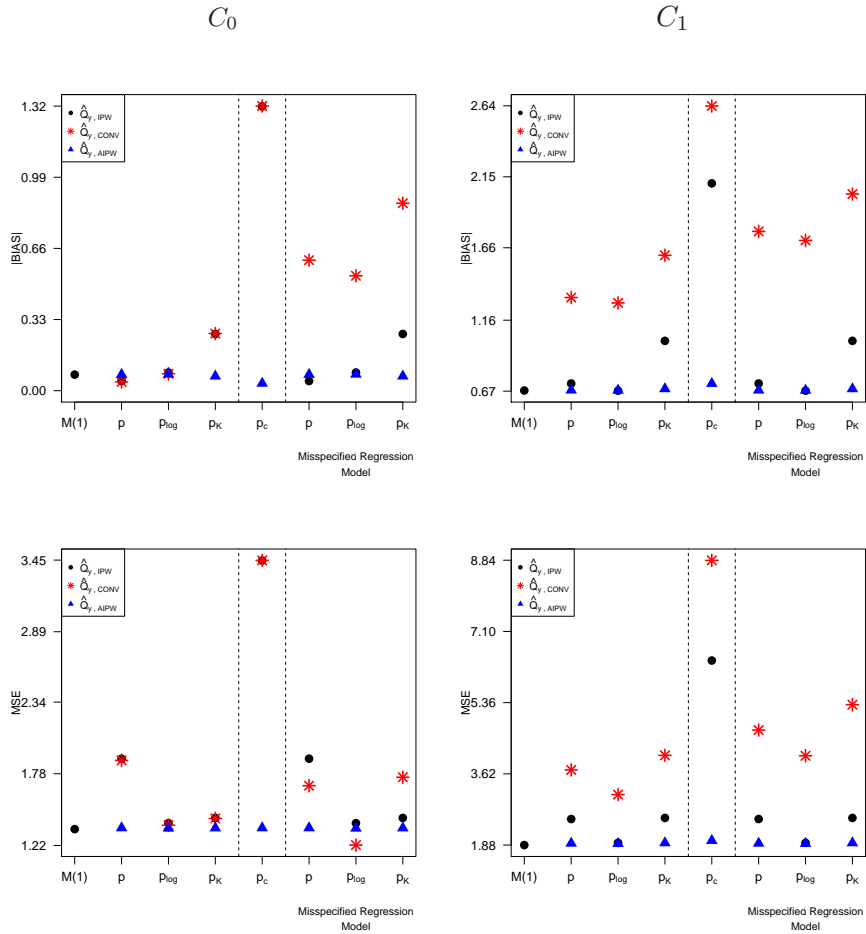 C₀
C₁
|BIAS|
1.32
0.99
0.66
0.33
0.00
Q̂y, IPW
Q̂y, CONV
Q̂y, AIPW
M(1) p plog pK pc p plog pK
Misspecified Regression
Model
|BIAS|
2.64
2.15
1.66
1.16
0.67
Q̂y, IPW
Q̂y, CONV
Q̂y, AIPW
M(1) p plog pK pc p plog pK
Misspecified Regression
Model
MSE
3.45
2.89
2.34
1.78
1.22
Q̂y, IPW
Q̂y, CONV
Q̂y, AIPW
M(1) p plog pK pc p plog pK
Misspecified Regression
Model
MSE
8.84
7.10
5.36
3.62
1.88
Q̂y, IPW
Q̂y, CONV
Q̂y, AIPW
M(1) p plog pK pc p plog pK
Misspecified Regression
Model